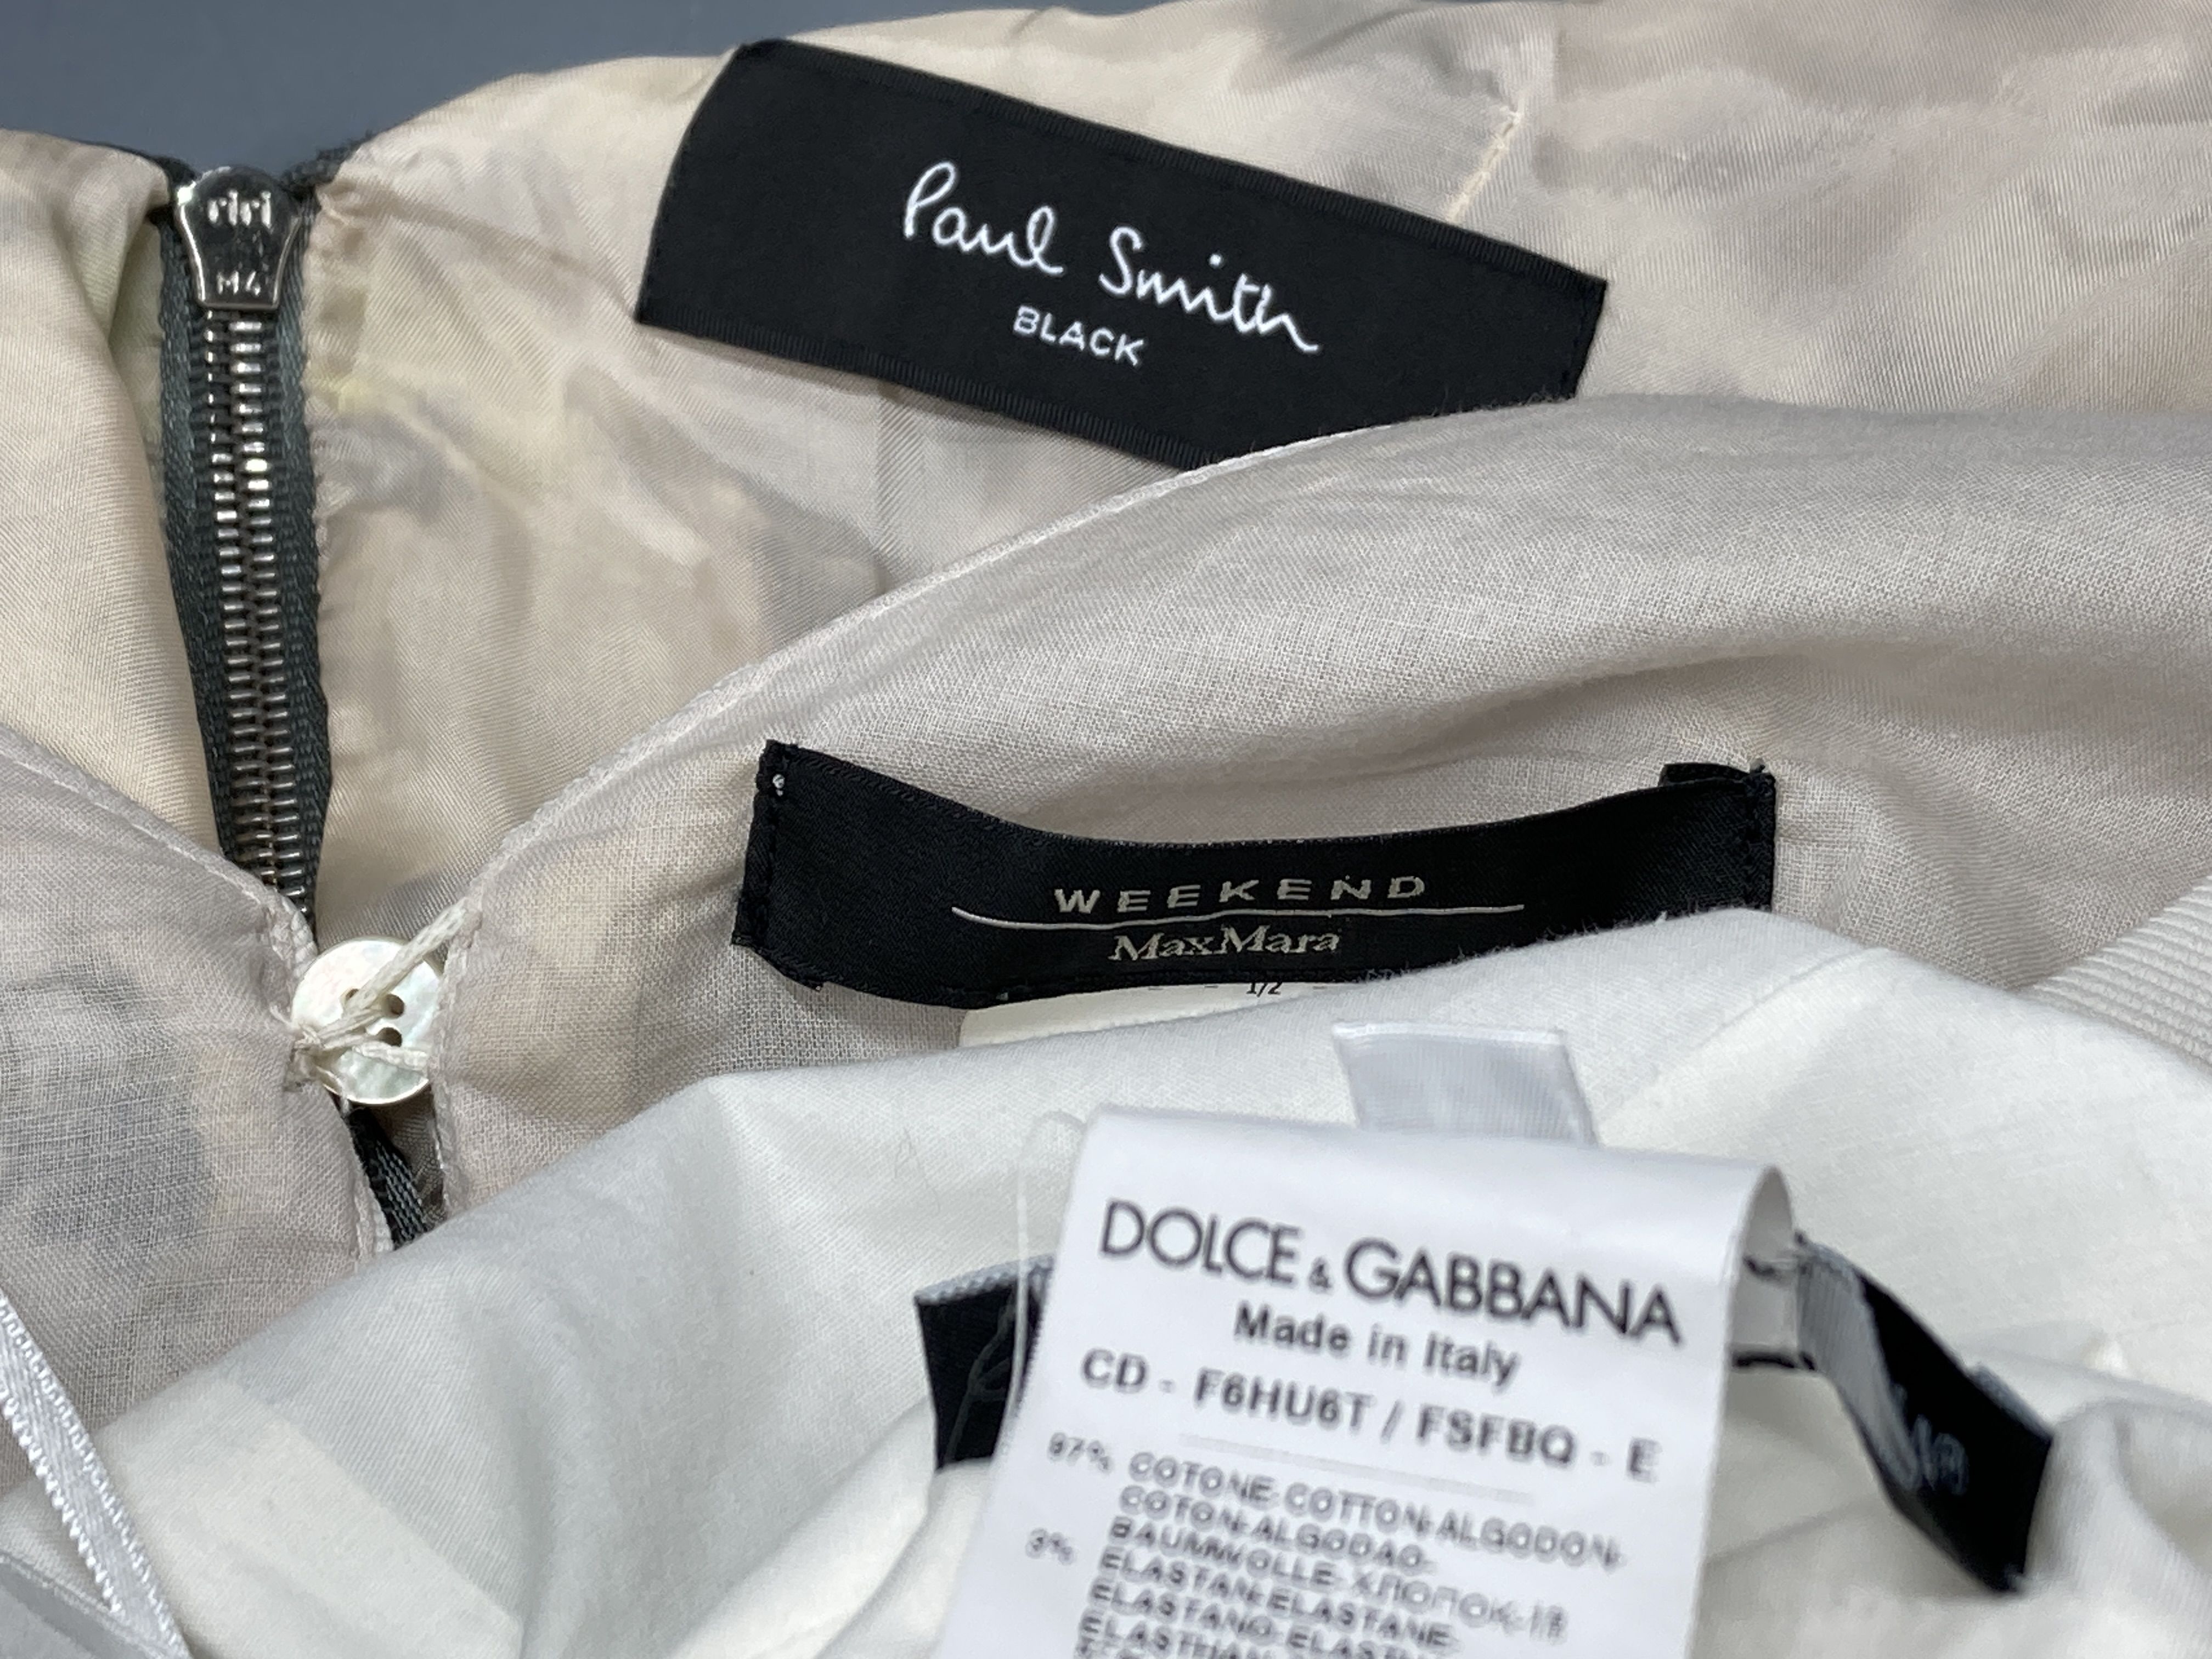 riri
M4
Paul Smith
BLACK
WEEKEND
MaxMara
1/2
DOLCE & GABBANA
Made in Italy
CD - F6HU6T / FSFBQ - E
97% COTONE-COTTON-ALGODON-
COTON-ALGODAO-
BAUMWOLLE-ХЛОПОК-
3% ELASTAN-ELASTANE-
ELASTANO-